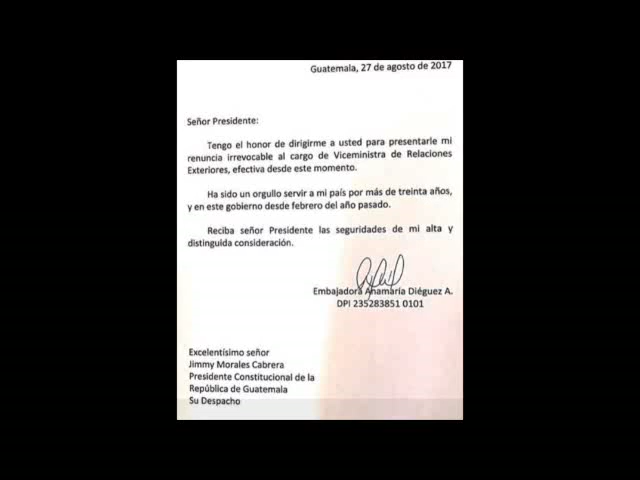 Guatemala, 27 de agosto de 2017
Señor Presidente:
Tengo el honor de dirigirme a usted para presentarle mi
renuncia irrevocable al cargo de Viceministra de Relaciones
Exteriores, efectiva desde este momento.
Ha sido un orgullo servir a mi país por más de treinta años,
y en este gobierno desde febrero del año pasado.
Reciba señor Presidente las seguridades de mi alta y
distinguida consideración.
Embajadora Anamaría Diéguez A.
DPI 235283851 0101
Excelentísimo señor
Jimmy Morales Cabrera
Presidente Constitucional de la
República de Guatemala
Su Despacho